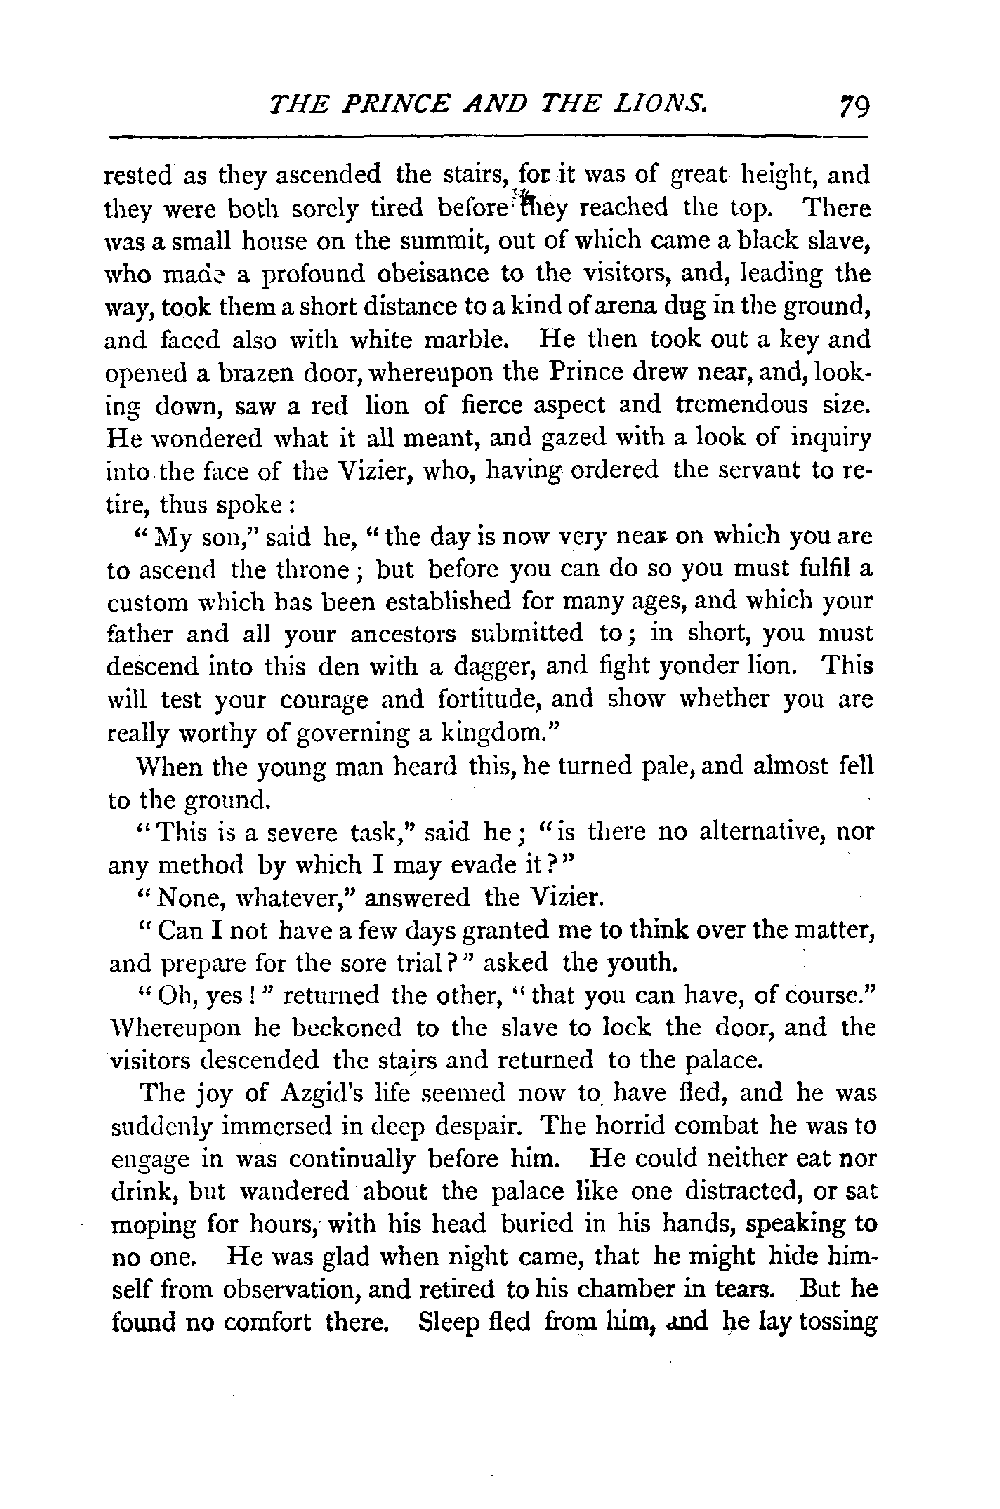 THE PRINCE AND THE LIONS. 79
rested as they ascended the stairs, for it was of great height, and
they were both sorely tired before they reached the top. There
was a small house on the summit, out of which came a black slave,
who made a profound obeisance to the visitors, and, leading the
way, took them a short distance to a kind of arena dug in the ground,
and faced also with white marble. He then took out a key and
opened a brazen door, whereupon the Prince drew near, and, look-
ing down, saw a red lion of fierce aspect and tremendous size.
He wondered what it all meant, and gazed with a look of inquiry
into the face of the Vizier, who, having ordered the servant to re-
tire, thus spoke :
“ My son,” said he, “ the day is now very near on which you are
to ascend the throne ; but before you can do so you must fulfil a
custom which has been established for many ages, and which your
father and all your ancestors submitted to ; in short, you must
descend into this den with a dagger, and fight yonder lion. This
will test your courage and fortitude, and show whether you are
really worthy of governing a kingdom.”
When the young man heard this, he turned pale, and almost fell
to the ground.
“This is a severe task,” said he ; “is there no alternative, nor
any method by which I may evade it ?”
“ None, whatever,” answered the Vizier.
“ Can I not have a few days granted me to think over the matter,
and prepare for the sore trial ?” asked the youth.
“ Oh, yes ! ” returned the other, “ that you can have, of course.”
Whereupon he beckoned to the slave to lock the door, and the
visitors descended the stairs and returned to the palace.
The joy of Azgid’s life seemed now to have fled, and he was
suddenly immersed in deep despair. The horrid combat he was to
engage in was continually before him. He could neither eat nor
drink, but wandered about the palace like one distracted, or sat
moping for hours, with his head buried in his hands, speaking to
no one. He was glad when night came, that he might hide him-
self from observation, and retired to his chamber in tears. But he
found no comfort there. Sleep fled from him, and he lay tossing